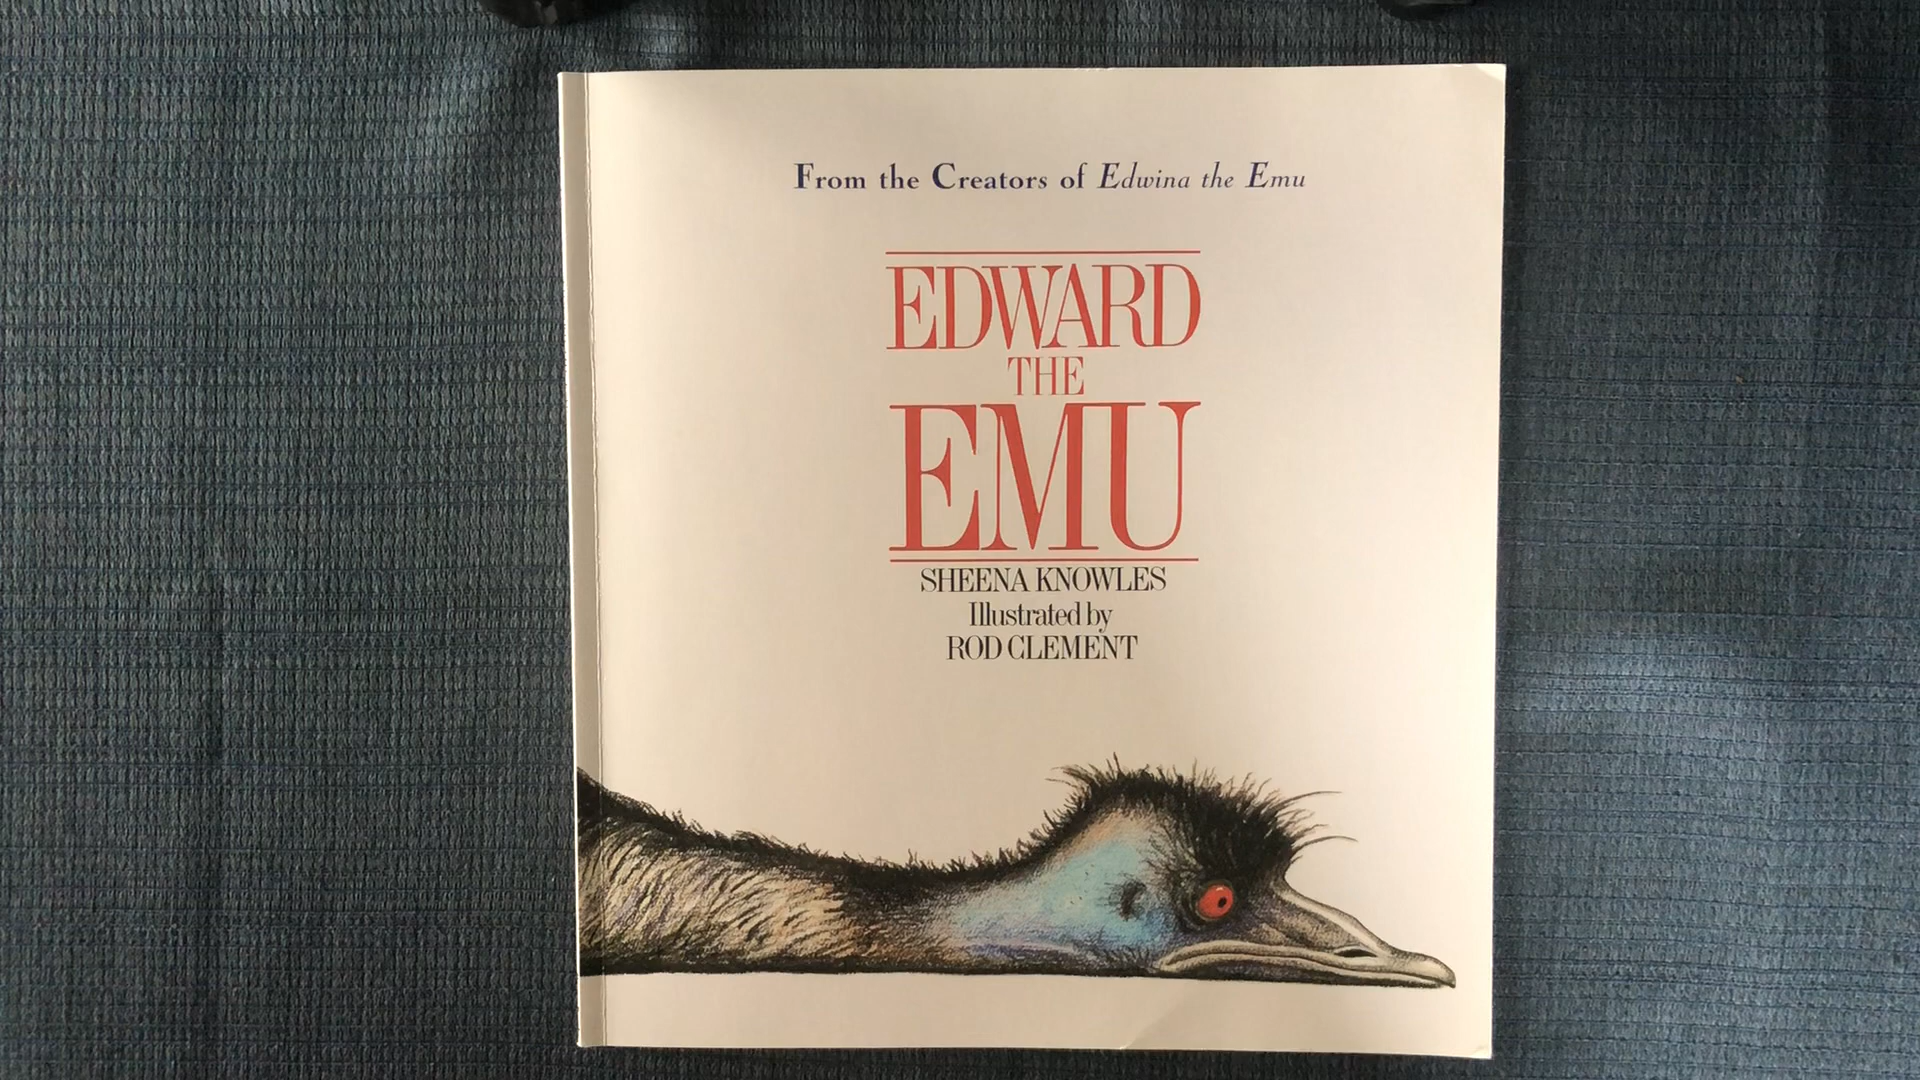 From the Creators of Edwina the Emu
EDWARD
THE
EMU
SHEENA KNOWLES
Illustrated by
ROD CLEMENT